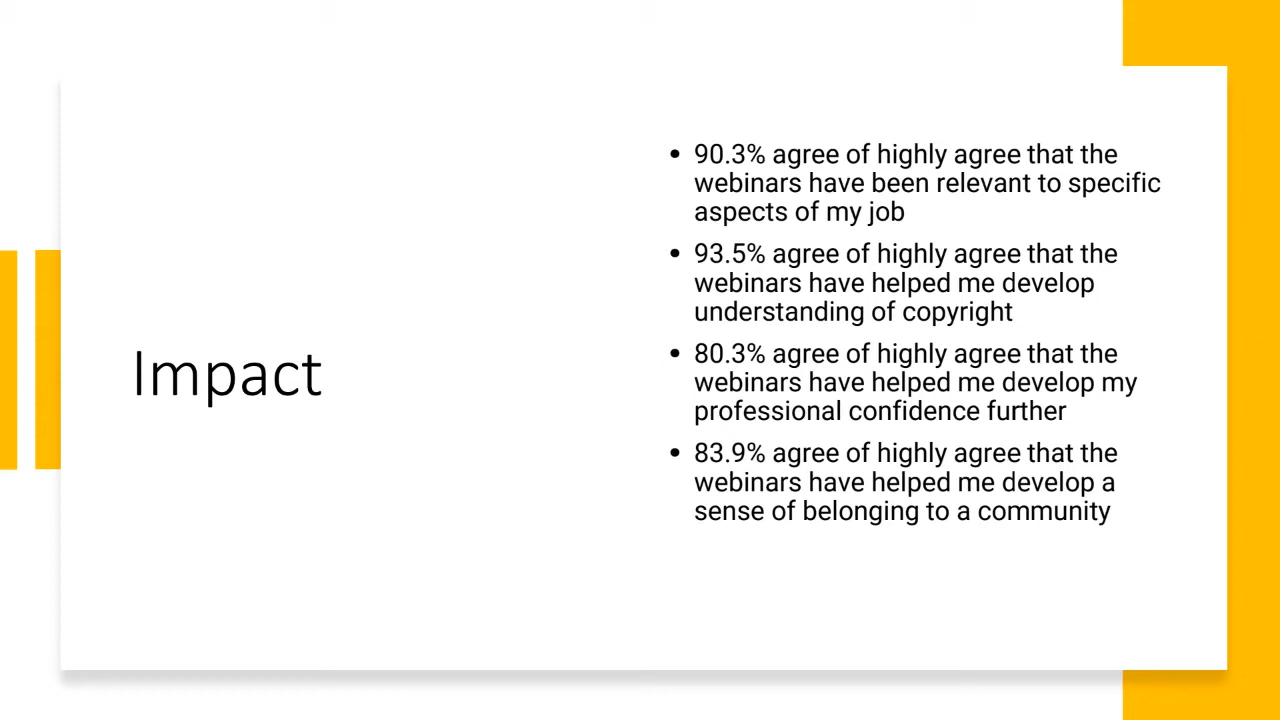 Impact
• 90.3% agree of highly agree that the
webinars have been relevant to specific
aspects of my job
• 93.5% agree of highly agree that the
webinars have helped me develop
understanding of copyright
• 80.3% agree of highly agree that the
webinars have helped me develop my
professional confidence further
• 83.9% agree of highly agree that the
webinars have helped me develop a
sense of belonging to a community